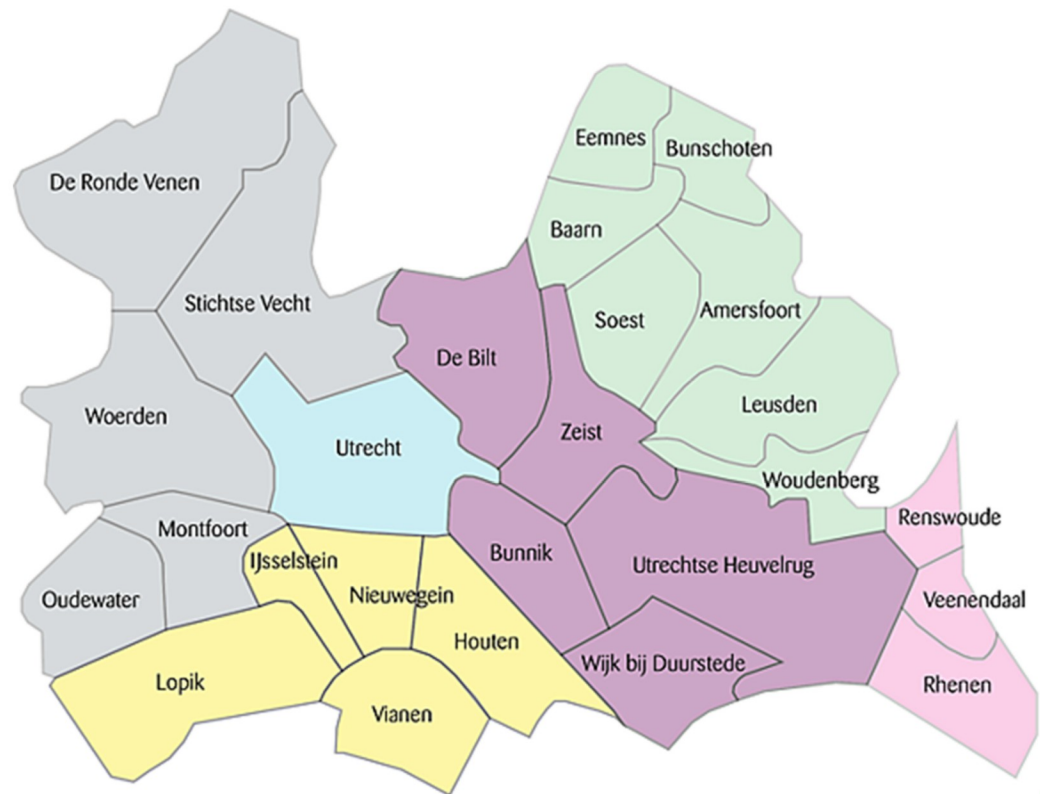 Eemnes
Bunschoten
De Ronde Venen
Baarn
Stichtse Vecht
Soest
Amersfoort
De Bilt
Leusden
Woerden
Zeist
Utrecht
Woudenberg
Renswoude
Montfoort
Bunnik
IJsselstein
Utrechtse Heuvelrug
Nieuwegein
Oudewater
Veenendaal
Houten
Wijk bij Duurstede
Lopik
Rhenen
Vianen